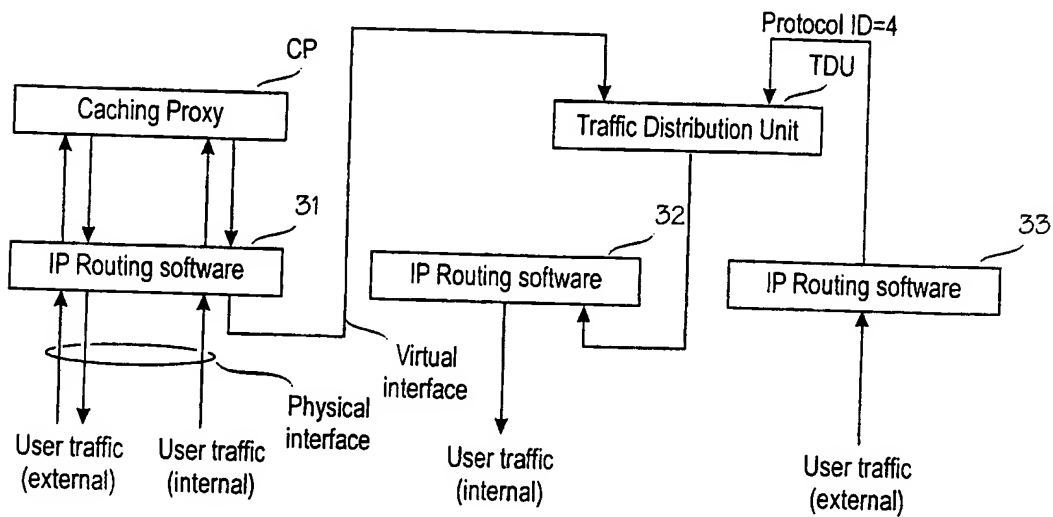 Protocol ID=4
CP
TDU
Caching Proxy
Traffic Distribution Unit
31
32
33
IP Routing software
IP Routing software
IP Routing software
Virtual
interface
Physical
interface
User traffic
(external)
User traffic
(internal)
User traffic
(internal)
User traffic
(external)